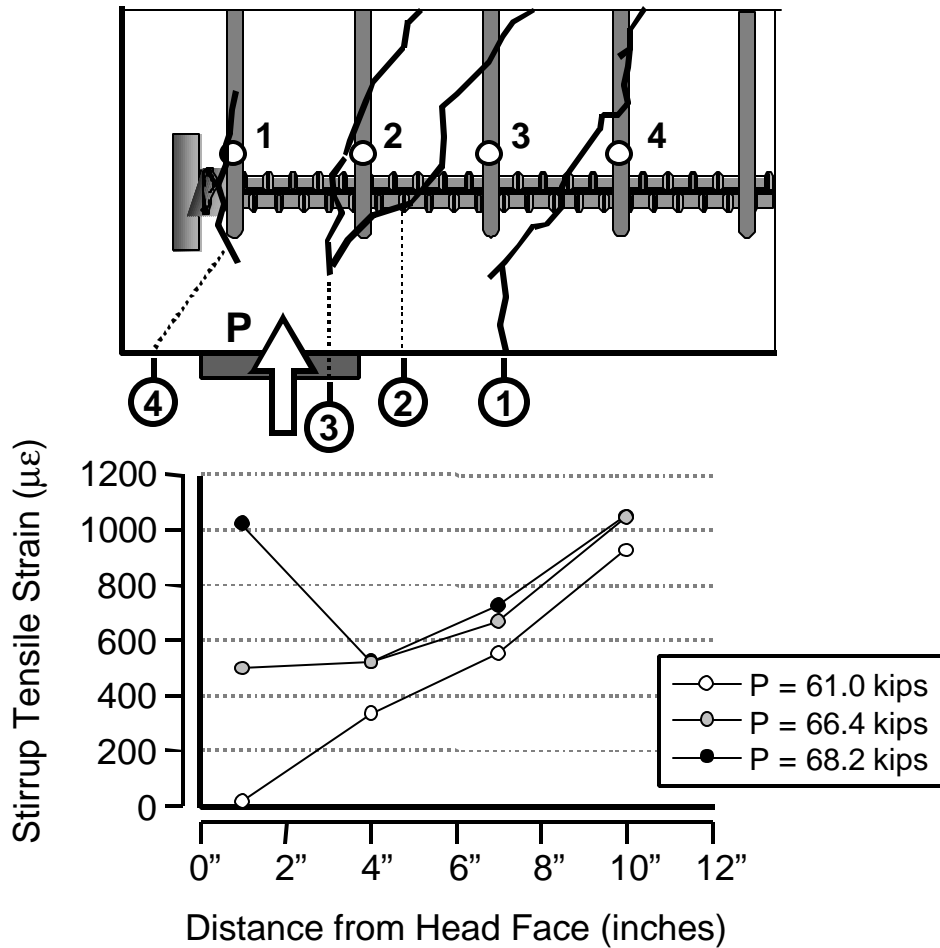 1 2 3 4
P
4 3 2 1
Stirrup Tensile Strain (με)
1200
1000
800
600
400
200
0
P = 61.0 kips
P = 66.4 kips
P = 68.2 kips
0” 2” 4” 6” 8” 10” 12”
Distance from Head Face (inches)